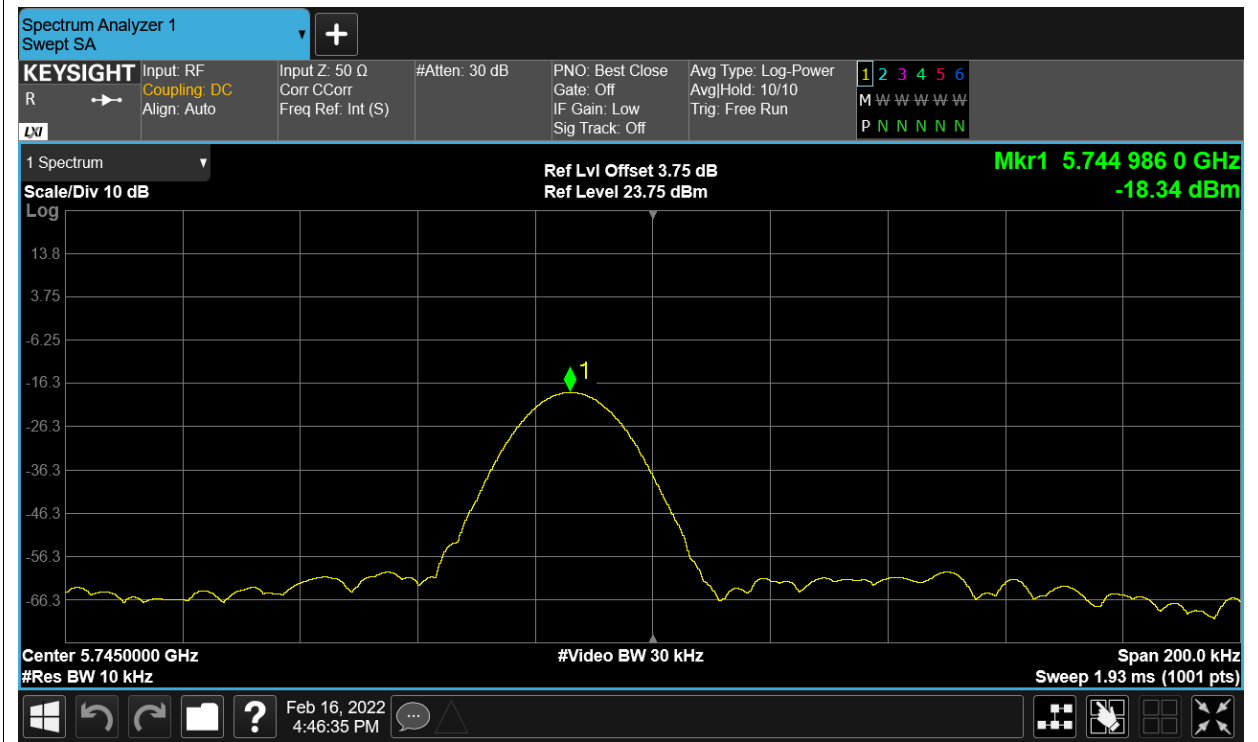 Spectrum Analyzer 1
Swept SA
KEYSIGHT
R
LXI
Input: RF
Coupling: DC
Align: Auto
Input Z: 50 Ω
Corr CCorr
Freq Ref: Int (S)
#Atten: 30 dB
PNO: Best Close
Gate: Off
IF Gain: Low
Sig Track: Off
Avg Type: Log-Power
Avg|Hold: 10/10
Trig: Free Run
1 2 3 4 5 6
M W W W W W
P N N N N N
1 Spectrum
Scale/Div 10 dB
Log
Ref Lvl Offset 3.75 dB
Ref Level 23.75 dBm
Mkr1 5.744 986 0 GHz
-18.34 dBm
13.8
3.75
-6.25
-16.3
-26.3
-36.3
-46.3
-56.3
-66.3
1
Center 5.7450000 GHz
#Res BW 10 kHz
#Video BW 30 kHz
Span 200.0 kHz
Sweep 1.93 ms (1001 pts)
?
Feb 16, 2022
4:46:35 PM